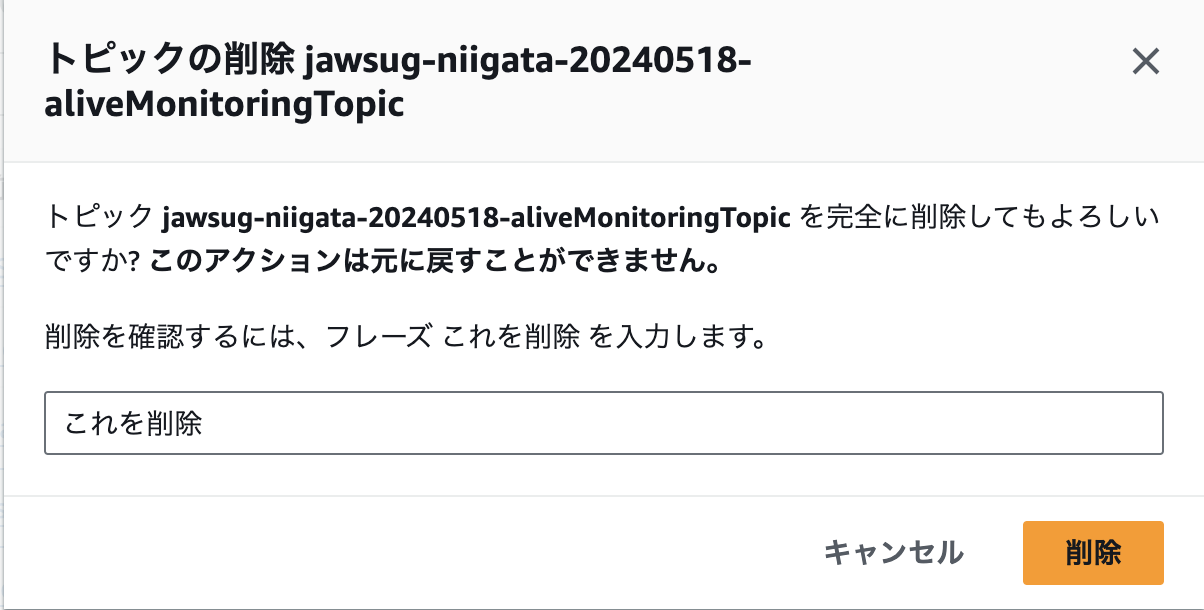 トピックの削除 jawsug-niigata-20240518-
aliveMonitoringTopic
トピック jawsug-niigata-20240518-aliveMonitoringTopic を完全に削除してもよろしい
ですか? このアクションは元に戻すことができません。
削除を確認するには、フレーズ これを削除 を入力します。
これを削除
キャンセル 削除